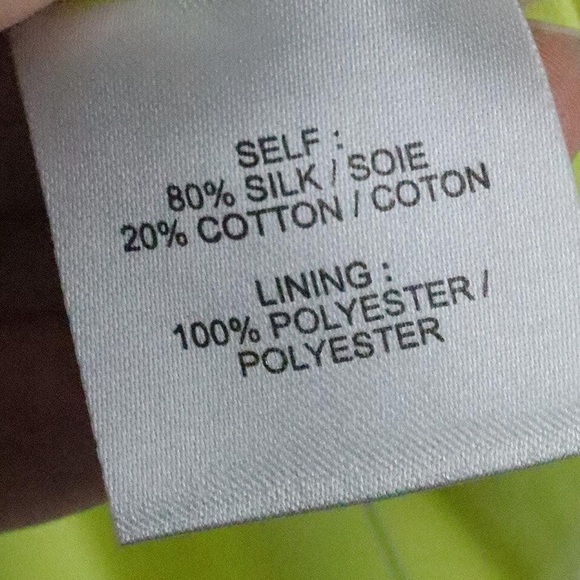 SELF :
80% SILK / SOIE
20% COTTON / COTON
LINING :
100% POLYESTER /
POLYESTER